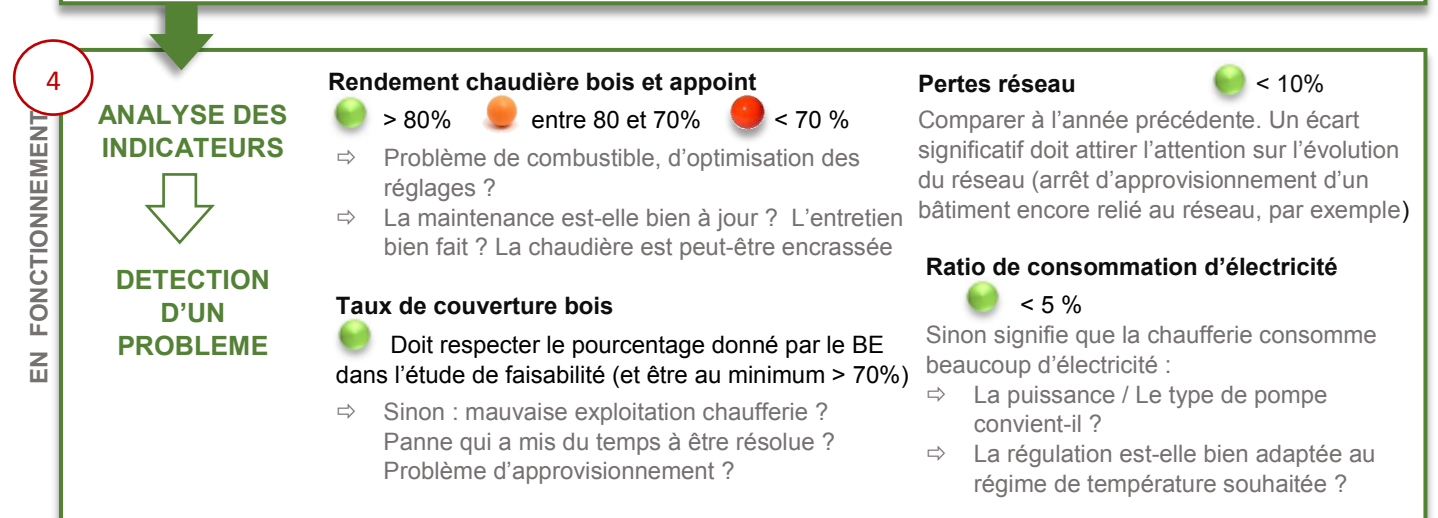 4
EN FONCTIONNEMENT
ANALYSE DES
INDICATEURS
DETECTION
D’UN
PROBLEME
Rendement chaudière bois et appoint
> 80% entre 80 et 70% < 70 %
⇨ Problème de combustible, d’optimisation des
réglages ?
⇨ La maintenance est-elle bien à jour ? L’entretien
bien fait ? La chaudière est peut-être encrassée
Taux de couverture bois
Doit respecter le pourcentage donné par le BE
dans l’étude de faisabilité (et être au minimum > 70%)
⇨ Sinon : mauvaise exploitation chaufferie ?
Panne qui a mis du temps à être résolue ?
Problème d’approvisionnement ?
Pertes réseau < 10%
Comparer à l’année précédente. Un écart
significatif doit attirer l’attention sur l’évolution
du réseau (arrêt d’approvisionnement d’un
bâtiment encore relié au réseau, par exemple)
Ratio de consommation d’électricité
< 5 %
Sinon signifie que la chaufferie consomme
beaucoup d’électricité :
⇨ La puissance / Le type de pompe
convient-il ?
⇨ La régulation est-elle bien adaptée au
régime de température souhaitée ?